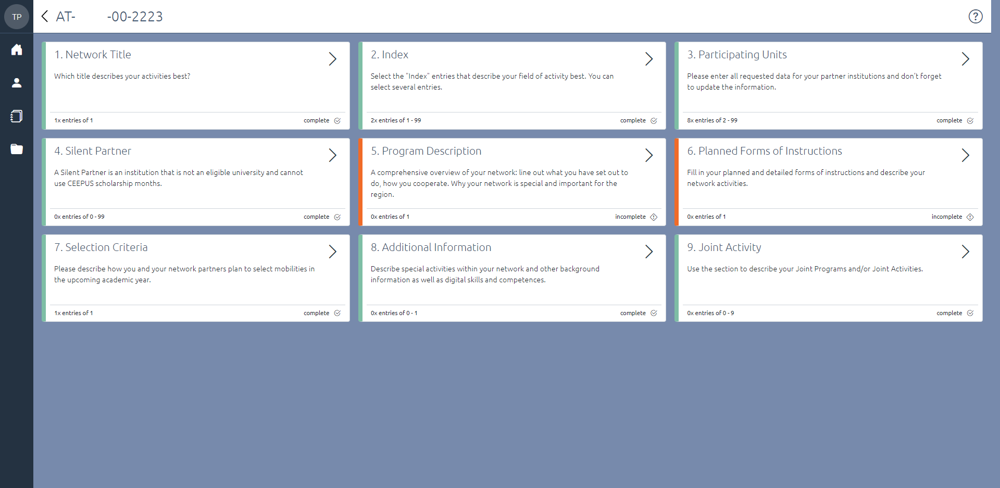 TP
AT- -00-2223
?
1. Network Title
Which title describes your activities best?
1x entries of 1
complete
2. Index
Select the "Index" entries that describe your field of activity best. You can
select several entries.
2x entries of 1 - 99
complete
3. Participating Units
Please enter all requested data for your partner institutions and don't forget
to update the information.
8x entries of 2 - 99
complete
4. Silent Partner
A Silent Partner is an institution that is not an eligible university and cannot
use CEEPUS scholarship months.
0x entries of 0 - 99
complete
5. Program Description
A comprehensive overview of your network: line out what you have set out to
do, how you cooperate. Why your network is special and important for the
region.
0x entries of 1
incomplete
6. Planned Forms of Instructions
Fill in your planned and detailed forms of instructions and describe your
network activities.
0x entries of 1
incomplete
7. Selection Criteria
Please describe how you and your network partners plan to select mobilities in
the upcoming academic year.
1x entries of 1
complete
8. Additional Information
Describe special activities within your network and other background
information as well as digital skills and competences.
0x entries of 0 - 1
complete
9. Joint Activity
Use the section to describe your Joint Programs and/or Joint Activities.
0x entries of 0 - 9
complete